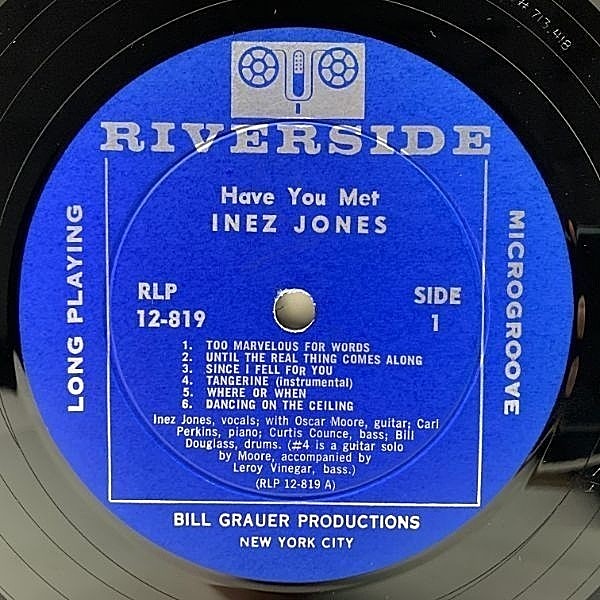 # 713,418
RIVERSIDE
Have You Met
INEZ JONES
LONG PLAYING
MICROGROOVE
RLP
12-819
SIDE
1
1. TOO MARVELOUS FOR WORDS
2. UNTIL THE REAL THING COMES ALONG
3. SINCE I FELL FOR YOU
4. TANGERINE (instrumental)
5. WHERE OR WHEN
6. DANCING ON THE CEILING
Inez Jones, vocals; with Oscar Moore, guitar; Carl
Perkins, piano; Curtis Counce, bass; Bill
Douglass, drums. (#4 is a guitar solo
by Moore, accompanied by
Leroy Vinegar, bass.)
(RLP 12-819 A)
BILL GRAUER PRODUCTIONS
NEW YORK CITY